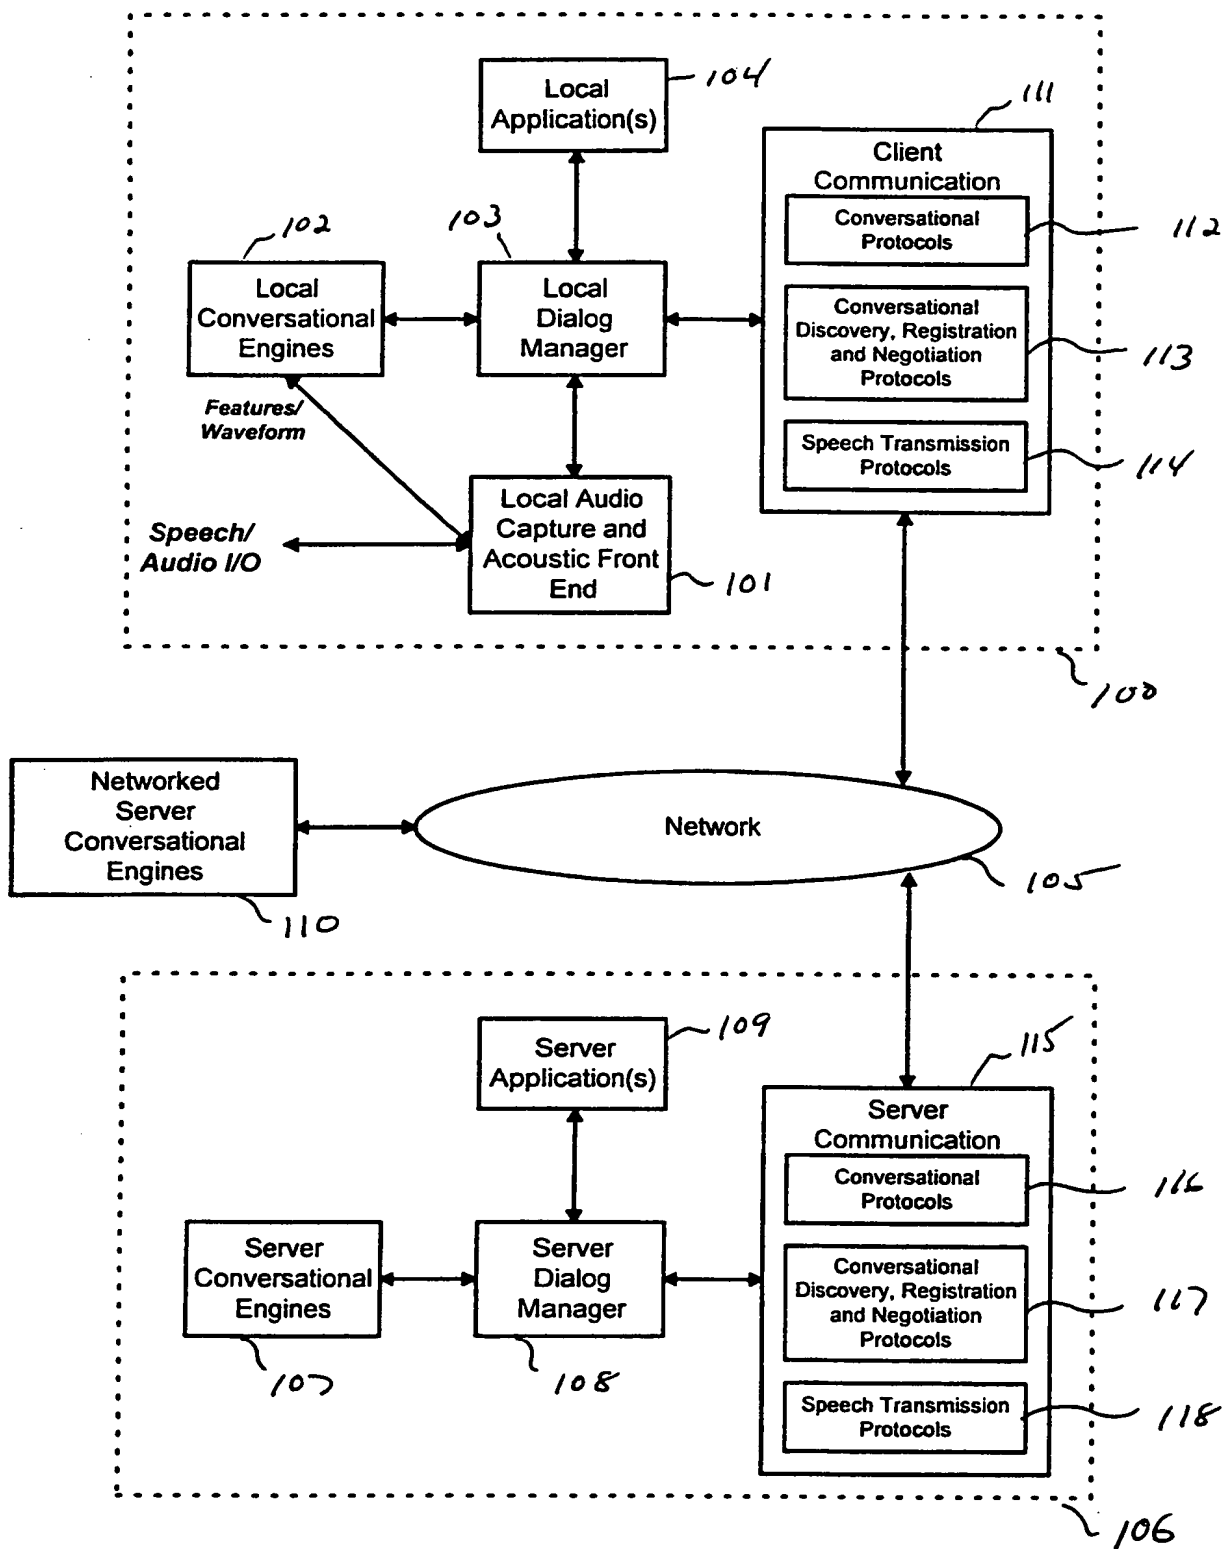 104
Local
Application(s)
111
Client
Communication
Conversational
Protocols
112
102
103
Local
Conversational
Engines
Local
Dialog
Manager
Conversational
Discovery, Registration
and Negotiation
Protocols
113
Features/
Waveform
Speech Transmission
Protocols
114
Speech/
Audio I/O
Local Audio
Capture and
Acoustic Front
End
101
100
Networked
Server
Conversational
Engines
110
Network
105
109
Server
Application(s)
115
Server
Communication
Conversational
Protocols
116
Server
Conversational
Engines
107
Server
Dialog
Manager
108
Conversational
Discovery, Registration
and Negotiation
Protocols
117
Speech Transmission
Protocols
118
106